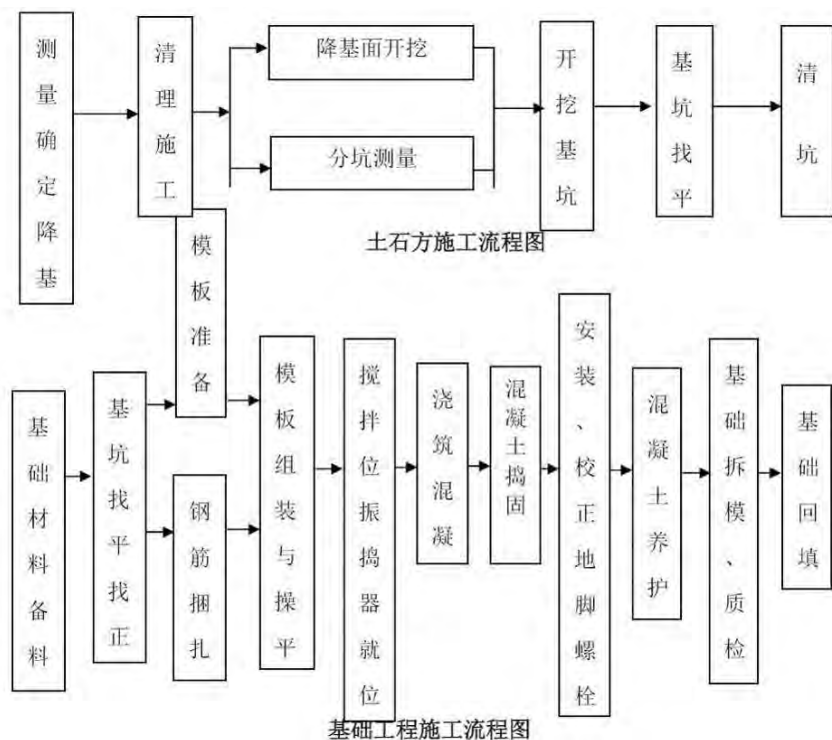 测量确定降基
清理施工
降基面开挖
分坑测量
开挖基坑
基坑找平
清坑
土石方施工流程图
基础材料备料
基坑找平找正
模板准备
钢筋捆扎
模板组装与操平
搅拌位振捣器就位
浇筑混凝
混凝土捣固
安装、校正地脚螺栓
混凝土养护
基础拆模、质检
基础回填
基础工程施工流程图